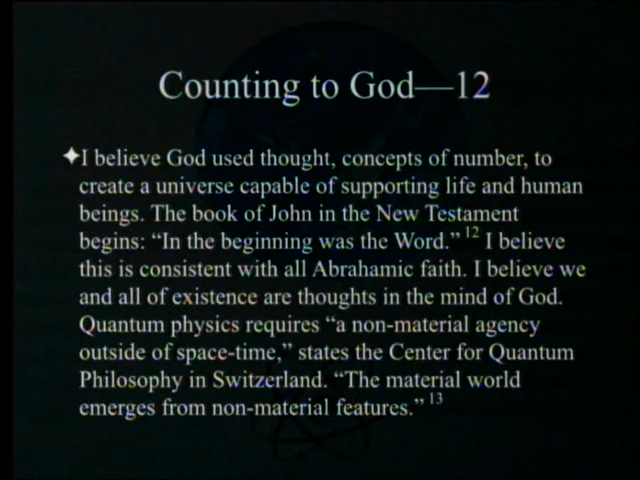 Counting to God—12
✦I believe God used thought, concepts of number, to
create a universe capable of supporting life and human
beings. The book of John in the New Testament
begins: “In the beginning was the Word.” 12 I believe
this is consistent with all Abrahamic faith. I believe we
and all of existence are thoughts in the mind of God.
Quantum physics requires “a non-material agency
outside of space-time,” states the Center for Quantum
Philosophy in Switzerland. “The material world
emerges from non-material features.” 13